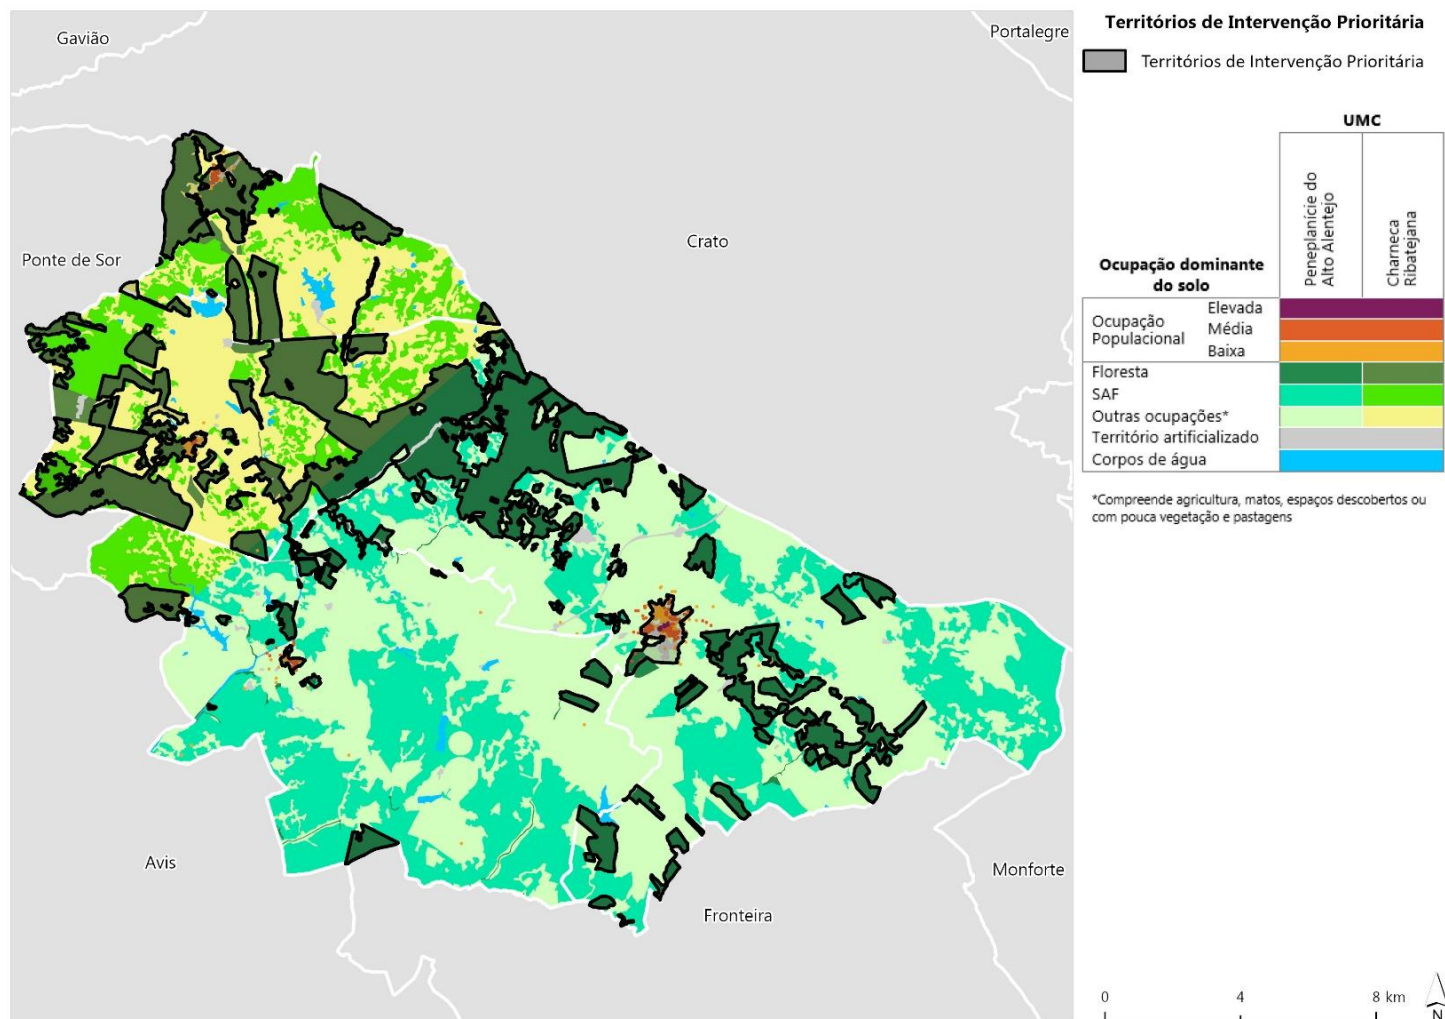 Gavião
Portalegre
Ponte de Sor
Crato
Avis
Monforte
Fronteira
Territórios de Intervenção Prioritária
Territórios de Intervenção Prioritária
UMC
Peneplanície do
Alto Alentejo
Charneca
Ribatejana
Ocupação dominante
do solo
Ocupação
Populacional
Elevada
Média
Baixa
Floresta
SAF
Outras ocupações*
Território artificializado
Corpos de água
*Compreende agricultura, matos, espaços descobertos ou
com pouca vegetação e pastagens
0 4 8 km
N